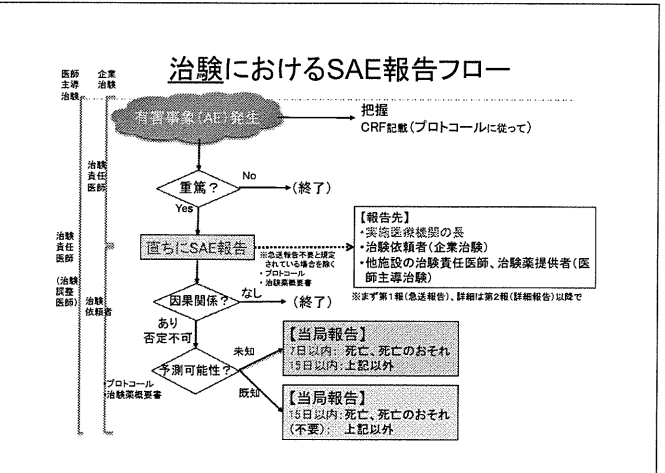 治験におけるSAE報告フロー
医師
主導
治験
企業
治験
有害事象(AE)発生
把握
CRF記載(プロトコールに従って)
治験
責任
医師
重篤？
No
(終了)
Yes
直ちにSAE報告
※急送報告不要と規定
されている場合を除く
・プロトコール
・治験薬概要書
【報告先】
・実施医療機関の長
・治験依頼者(企業治験)
・他施設の治験責任医師、治験薬提供者(医
師主導治験)
※まず第1報(急送報告)、詳細は第2報(詳細報告)以降で
治験
責任
医師
(治験
調整
医師)
治験
依頼者
因果関係？
なし
(終了)
あり
否定不可
予測可能性？
・プロトコール
治験薬概要書
未知
【当局報告】
7日以内: 死亡、死亡のおそれ
15日以内: 上記以外
既知
【当局報告】
15日以内: 死亡、死亡のおそれ
(不要): 上記以外